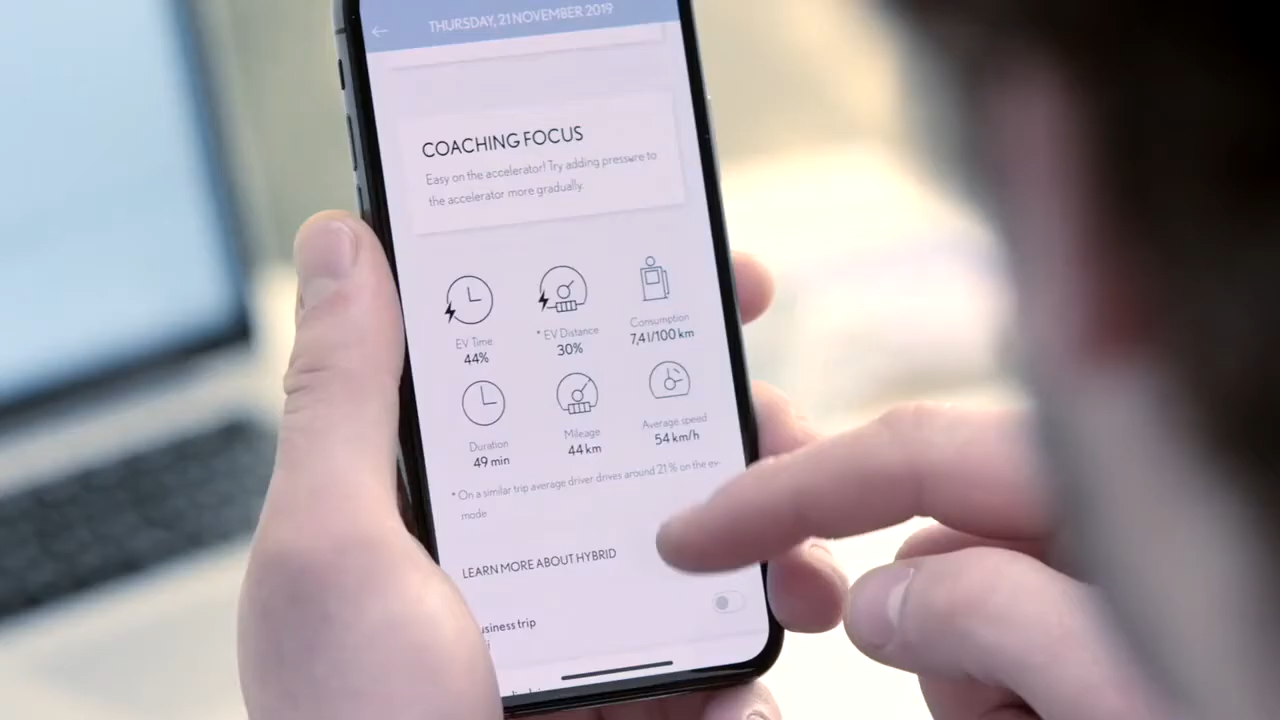 THURSDAY, 21 NOVEMBER 2019
COACHING FOCUS
Easy on the accelerator! Try adding pressure to
the accelerator more gradually.
EV Time
44%
* EV Distance
30%
Consumption
7,4 l/100 km
Duration
49 min
Mileage
44 km
Average speed
54 km/h
* On a similar trip average driver drives around 21 % on the ev-
mode
LEARN MORE ABOUT HYBRID
usiness trip